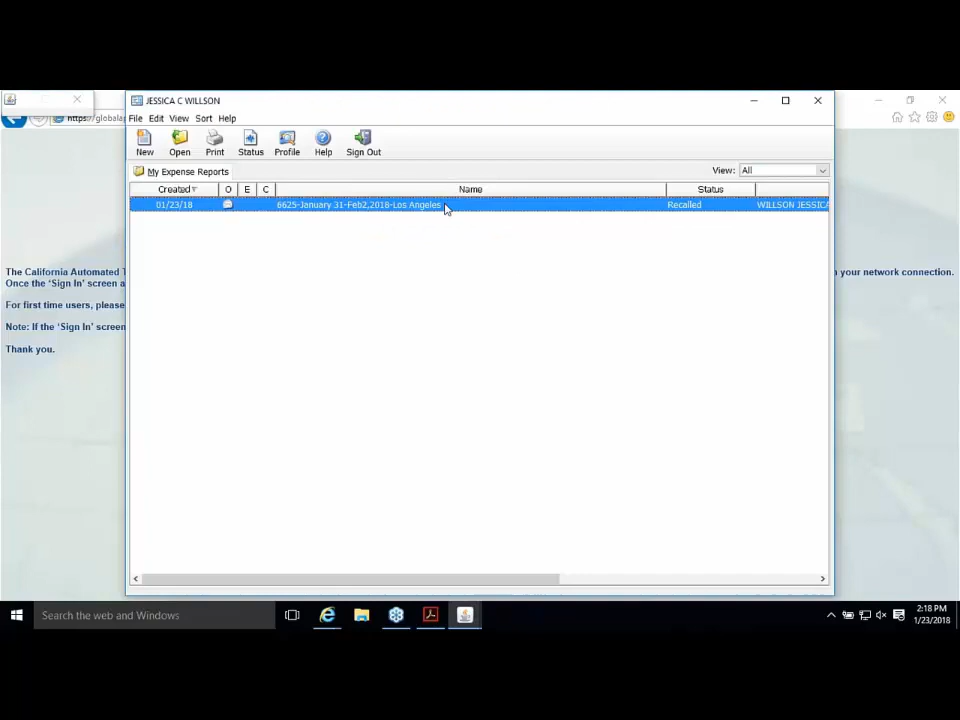 JESSICA C WILLSON
https://globala
File Edit View Sort Help
New Open Print Status Profile Help Sign Out
My Expense Reports
View: All
Created O E C Name Status
01/23/18 6625-January 31-Feb2,2018-Los Angeles Recalled WILLSON JESSICA
The California Automated T
n your network connection.
Once the 'Sign In' screen a
For first time users, please
Note: If the 'Sign In' screen
Thank you.
Search the web and Windows
2:18 PM
1/23/2018